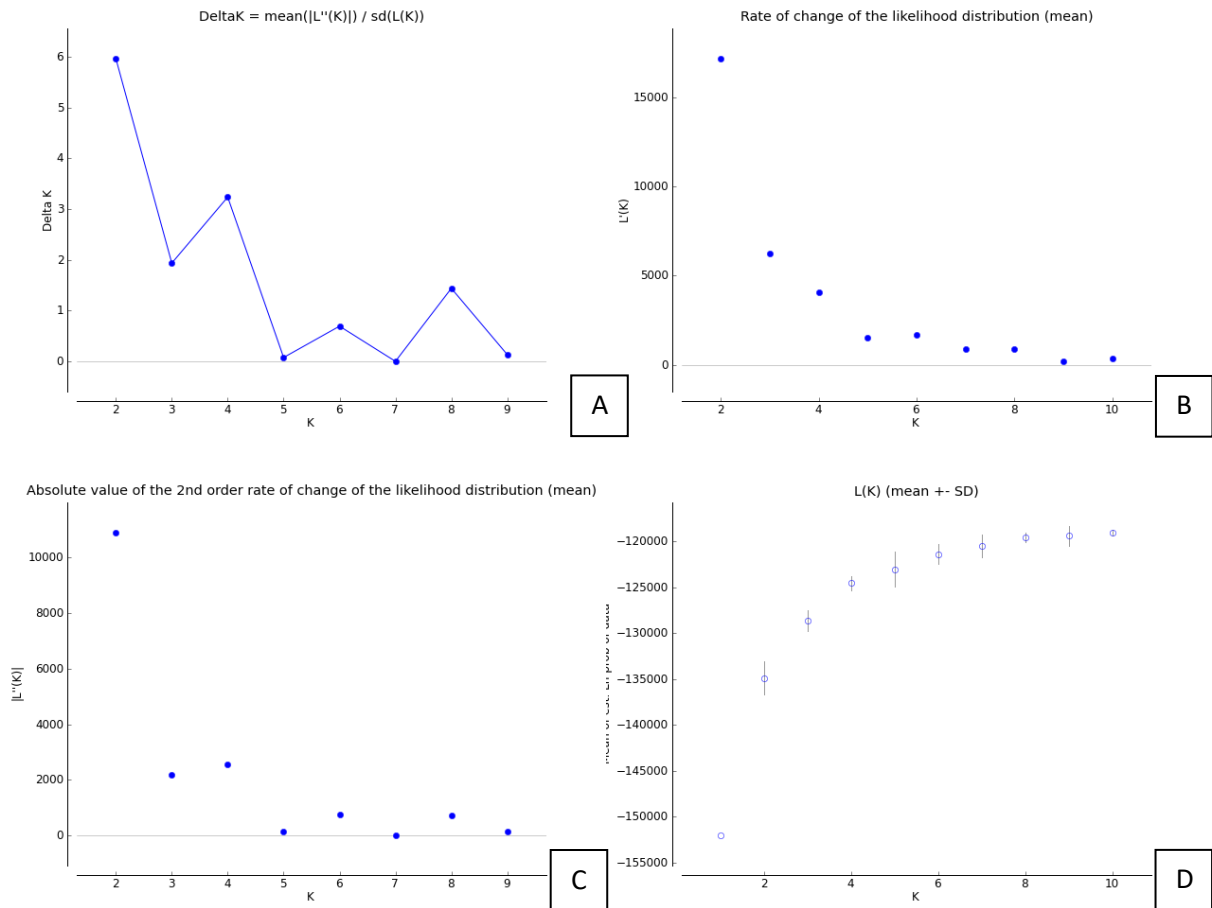 DeltaK = mean(|L''(K)|) / sd(L(K))
6
5
4
3
2
1
0
Delta K
2 3 4 5 6 7 8 9
K
A
Rate of change of the likelihood distribution (mean)
15000
10000
5000
0
L'(K)
2 4 6 8 10
K
B
Absolute value of the 2nd order rate of change of the likelihood distribution (mean)
10000
8000
6000
4000
2000
0
|L''(K)|
2 3 4 5 6 7 8 9
K
C
L(K) (mean +- SD)
−120000
−125000
−130000
−135000
−140000
−145000
−150000
−155000
2 4 6 8 10
K
D